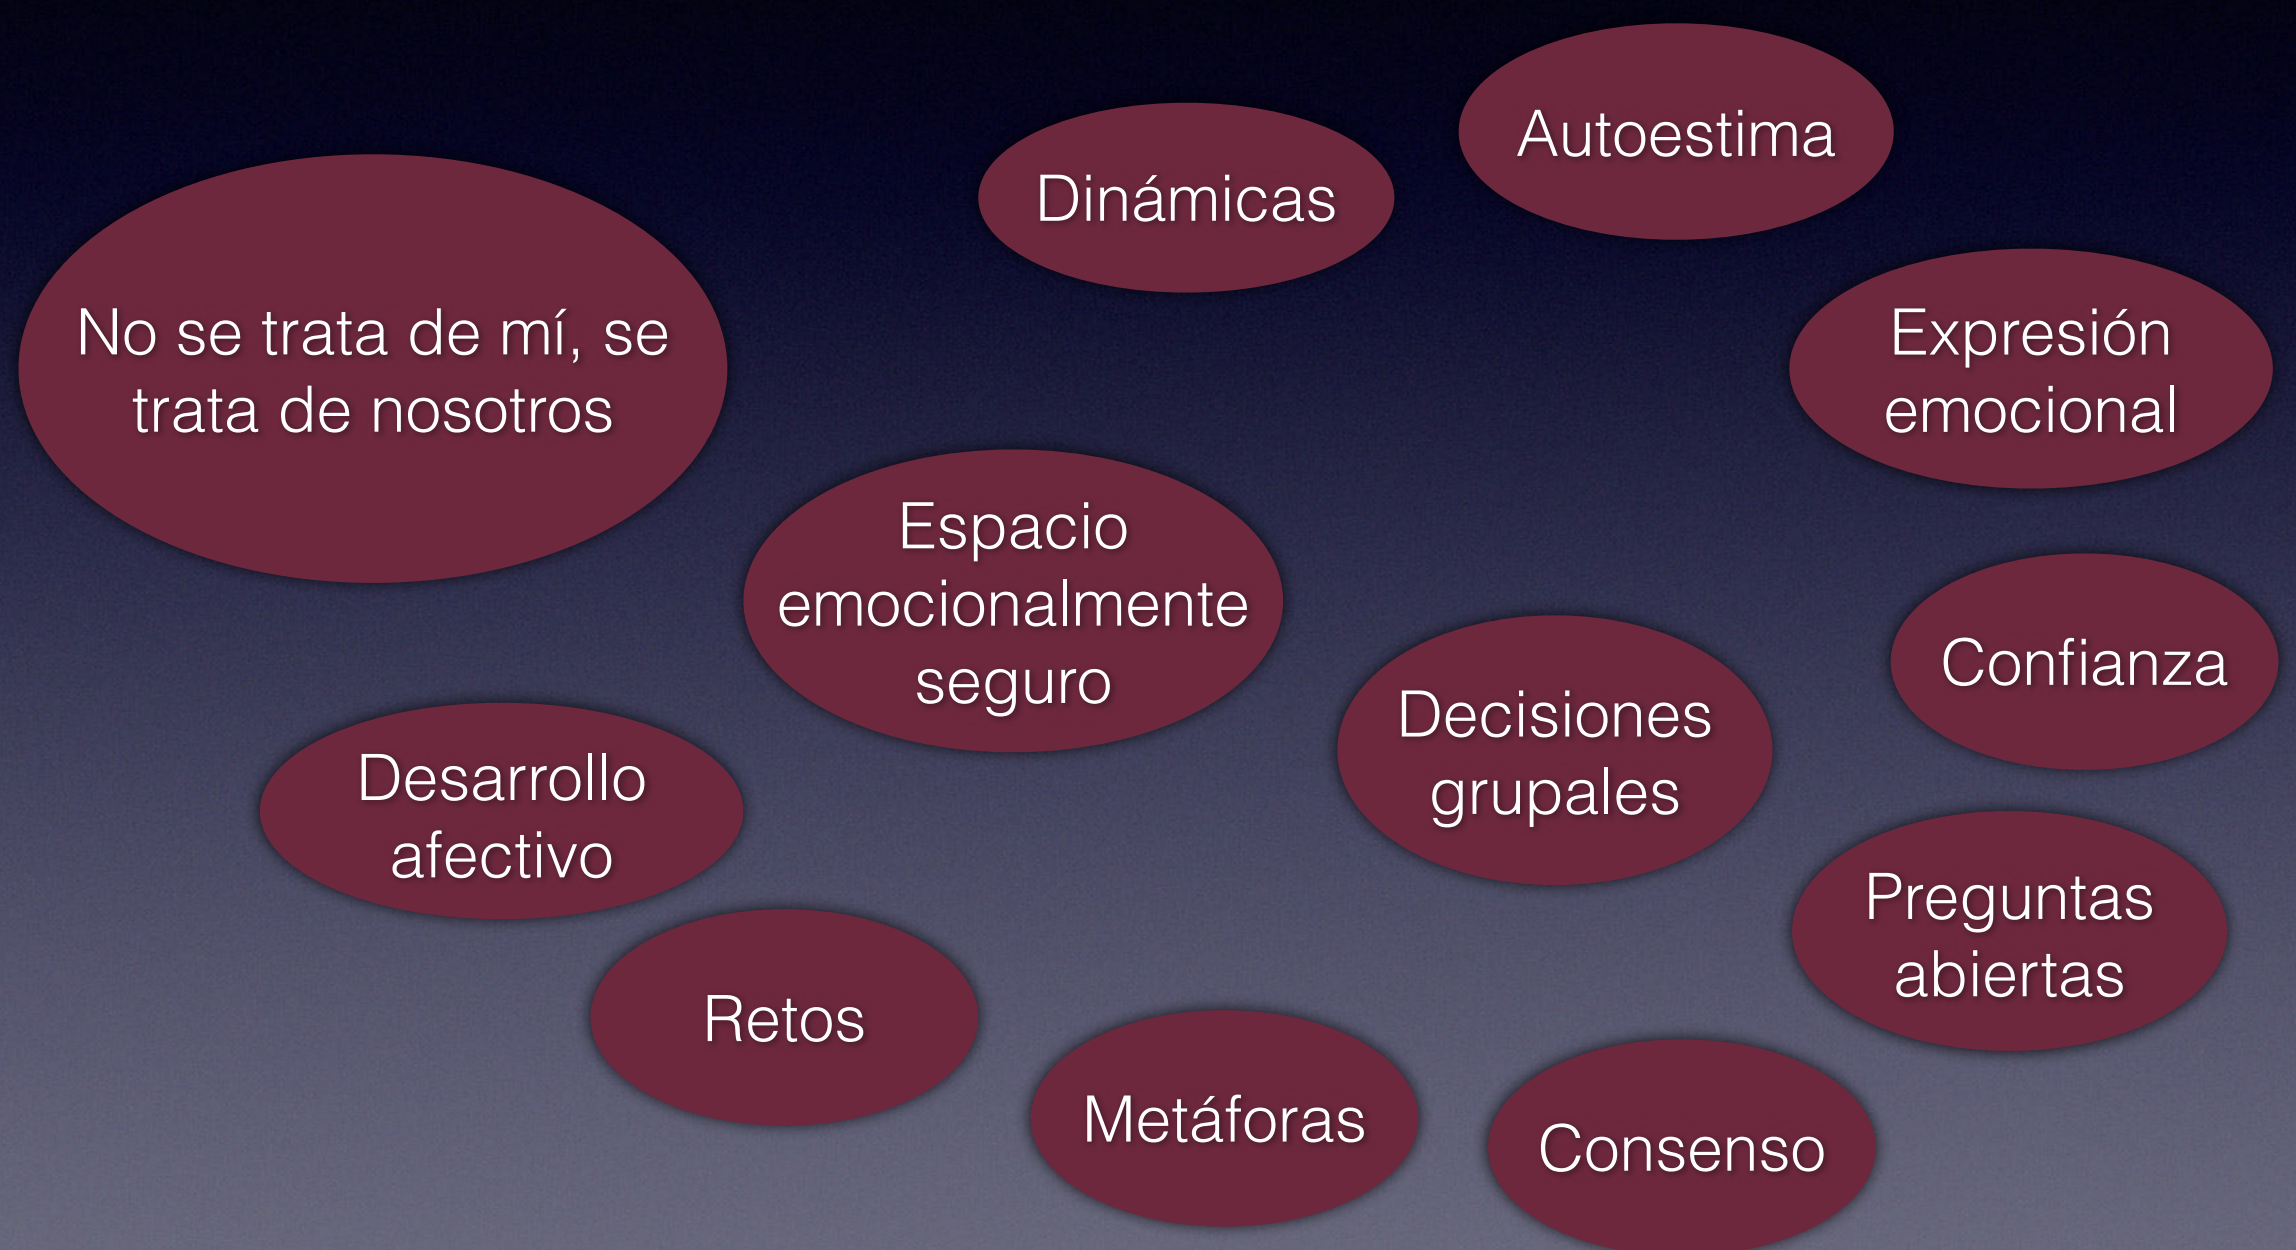 Autoestima
Dinámicas
No se trata de mí, se
trata de nosotros
Expresión
emocional
Espacio
emocionalmente
seguro
Confianza
Decisiones
grupales
Desarrollo
afectivo
Preguntas
abiertas
Retos
Metáforas
Consenso